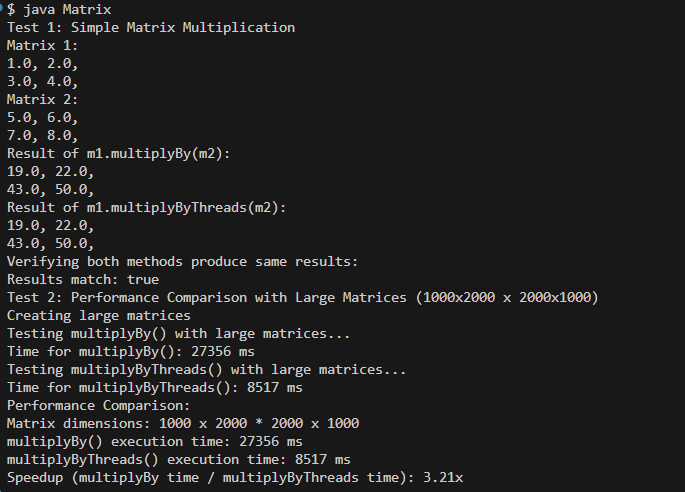 $ java Matrix
Test 1: Simple Matrix Multiplication
Matrix 1:
1.0, 2.0,
3.0, 4.0,
Matrix 2:
5.0, 6.0,
7.0, 8.0,
Result of m1.multiplyBy(m2):
19.0, 22.0,
43.0, 50.0,
Result of m1.multiplyByThreads(m2):
19.0, 22.0,
43.0, 50.0,
Verifying both methods produce same results:
Results match: true
Test 2: Performance Comparison with Large Matrices (1000x2000 x 2000x1000)
Creating large matrices
Testing multiplyBy() with large matrices...
Time for multiplyBy(): 27356 ms
Testing multiplyByThreads() with large matrices...
Time for multiplyByThreads(): 8517 ms
Performance Comparison:
Matrix dimensions: 1000 x 2000 * 2000 x 1000
multiplyBy() execution time: 27356 ms
multiplyByThreads() execution time: 8517 ms
Speedup (multiplyBy time / multiplyByThreads time): 3.21x